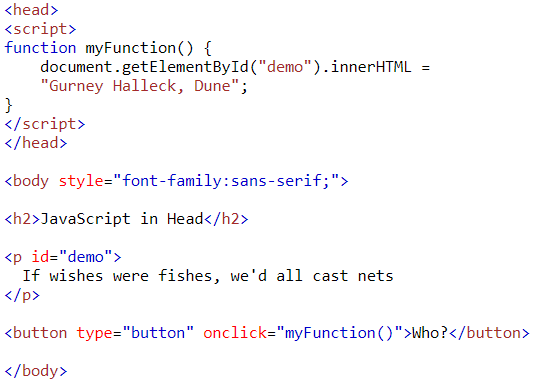 <head>
<script>
function myFunction() {
    document.getElementById("demo").innerHTML =
    "Gurney Halleck, Dune";
}
</script>
</head>

<body style="font-family:sans-serif;">

<h2>JavaScript in Head</h2>

<p id="demo">
  If wishes were fishes, we'd all cast nets
</p>

<button type="button" onclick="myFunction()">Who?</button>

</body>